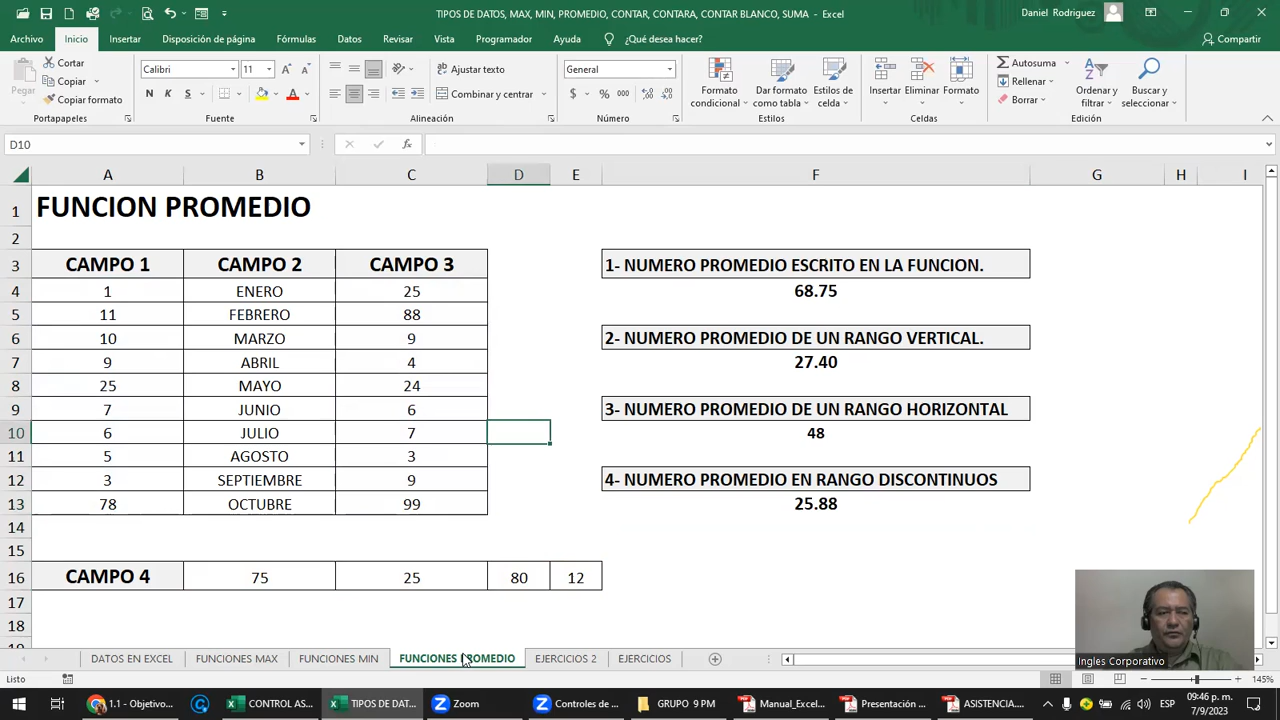 TIPOS DE DATOS, MAX, MIN, PROMEDIO, CONTAR, CONTARA, CONTAR BLANCO, SUMA - Excel
Daniel Rodriguez
Archivo Inicio Insertar Disposición de página Fórmulas Datos Revisar Vista Programador Ayuda ¿Qué desea hacer? Compartir
Pegar
Cortar
Copiar
Copiar formato
Portapapeles
Calibri 11
N K S
Fuente
Ajustar texto
Combinar y centrar
Alineación
General
$ % 000
Número
Formato condicional
Dar formato como tabla
Estilos de celda
Estilos
Insertar Eliminar Formato
Celdas
Autosuma
Rellenar
Borrar
Ordenar y filtrar
Buscar y seleccionar
Edición
D10 fx
A B C D E F G H I
1 FUNCION PROMEDIO
2
3 CAMPO 1 CAMPO 2 CAMPO 3 1- NUMERO PROMEDIO ESCRITO EN LA FUNCION.
4 1 ENERO 25 68.75
5 11 FEBRERO 88
6 10 MARZO 9 2- NUMERO PROMEDIO DE UN RANGO VERTICAL.
7 9 ABRIL 4 27.40
8 25 MAYO 24
9 7 JUNIO 6 3- NUMERO PROMEDIO DE UN RANGO HORIZONTAL
10 6 JULIO 7 48
11 5 AGOSTO 3
12 3 SEPTIEMBRE 9 4- NUMERO PROMEDIO EN RANGO DISCONTINUOS
13 78 OCTUBRE 99 25.88
14
15
16 CAMPO 4 75 25 80 12
17
18
Ingles Corporativo
DATOS EN EXCEL FUNCIONES MAX FUNCIONES MIN FUNCIONES PROMEDIO EJERCICIOS 2 EJERCICIOS
Listo 145%
1.1 - Objetivo... CONTROL AS... TIPOS DE DAT... Zoom Controles de ... GRUPO 9 PM Manual_Exce... Presentación ... ASISTENCIA... ESP
09:46 p. m.
7/9/2023